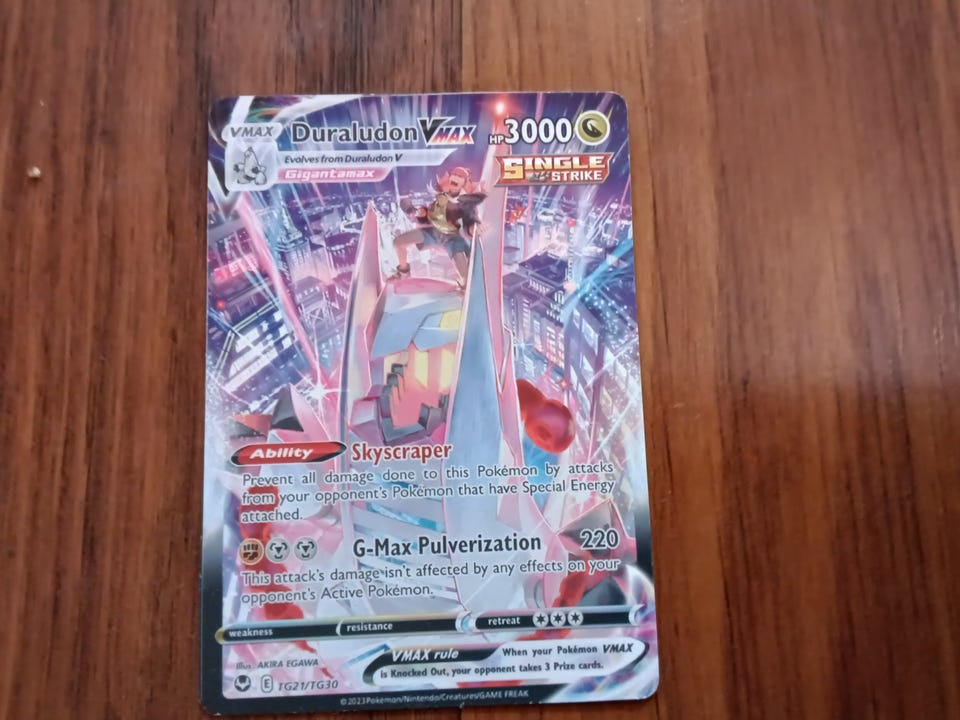 VMAX Duraludon VMAX HP 3000
Evolves from Duraludon V
Gigantamax
SINGLE
STRIKE
Ability Skyscraper
Prevent all damage done to this Pokémon by attacks
from your opponent's Pokémon that have Special Energy
attached.
G-Max Pulverization 220
This attack's damage isn't affected by any effects on your
opponent's Active Pokémon.
weakness resistance retreat
VMAX rule When your Pokémon VMAX
is Knocked Out, your opponent takes 3 Prize cards.
Illus. AKIRA EGAWA
E TG21/TG30
©2023 Pokémon/Nintendo/Creatures/GAME FREAK